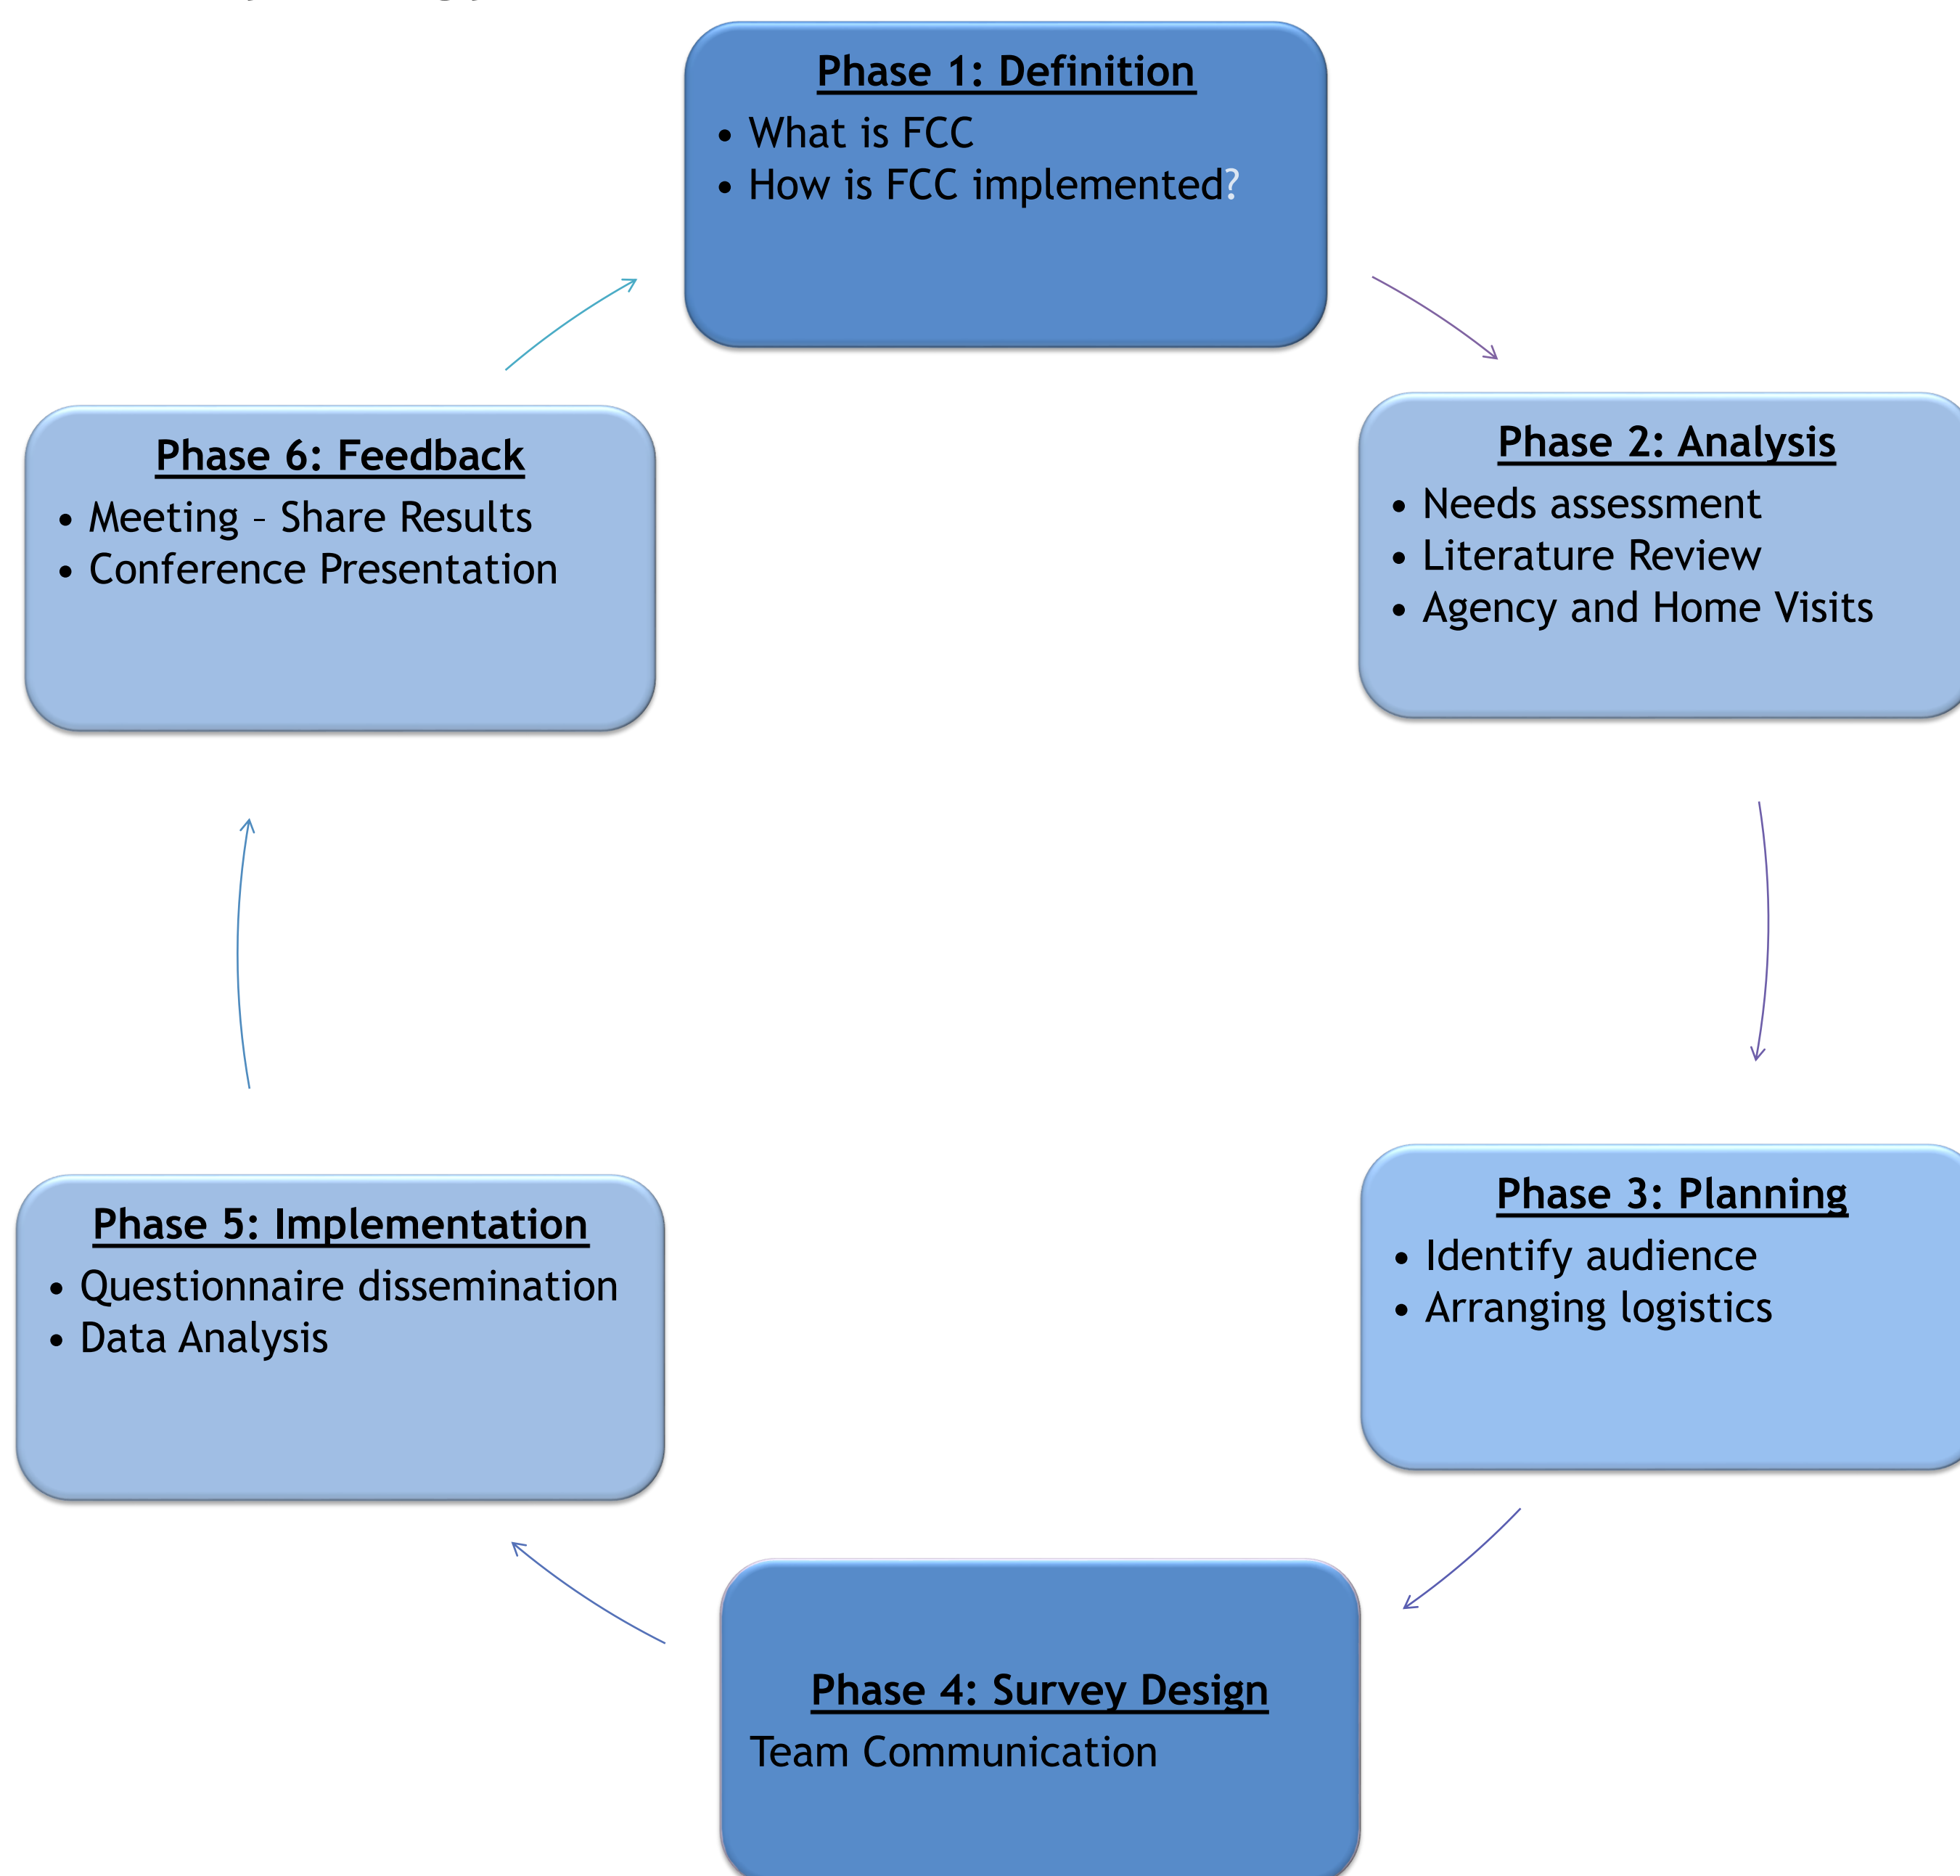 Phase 1: Definition
• What is FCC
• How is FCC implemented?
Phase 2: Analysis
• Needs assessment
• Literature Review
• Agency and Home Visits
Phase 3: Planning
• Identify audience
• Arranging logistics
Phase 4: Survey Design
Team Communication
Phase 5: Implementation
• Questionnaire dissemination
• Data Analysis
Phase 6: Feedback
• Meeting – Share Results
• Conference Presentation